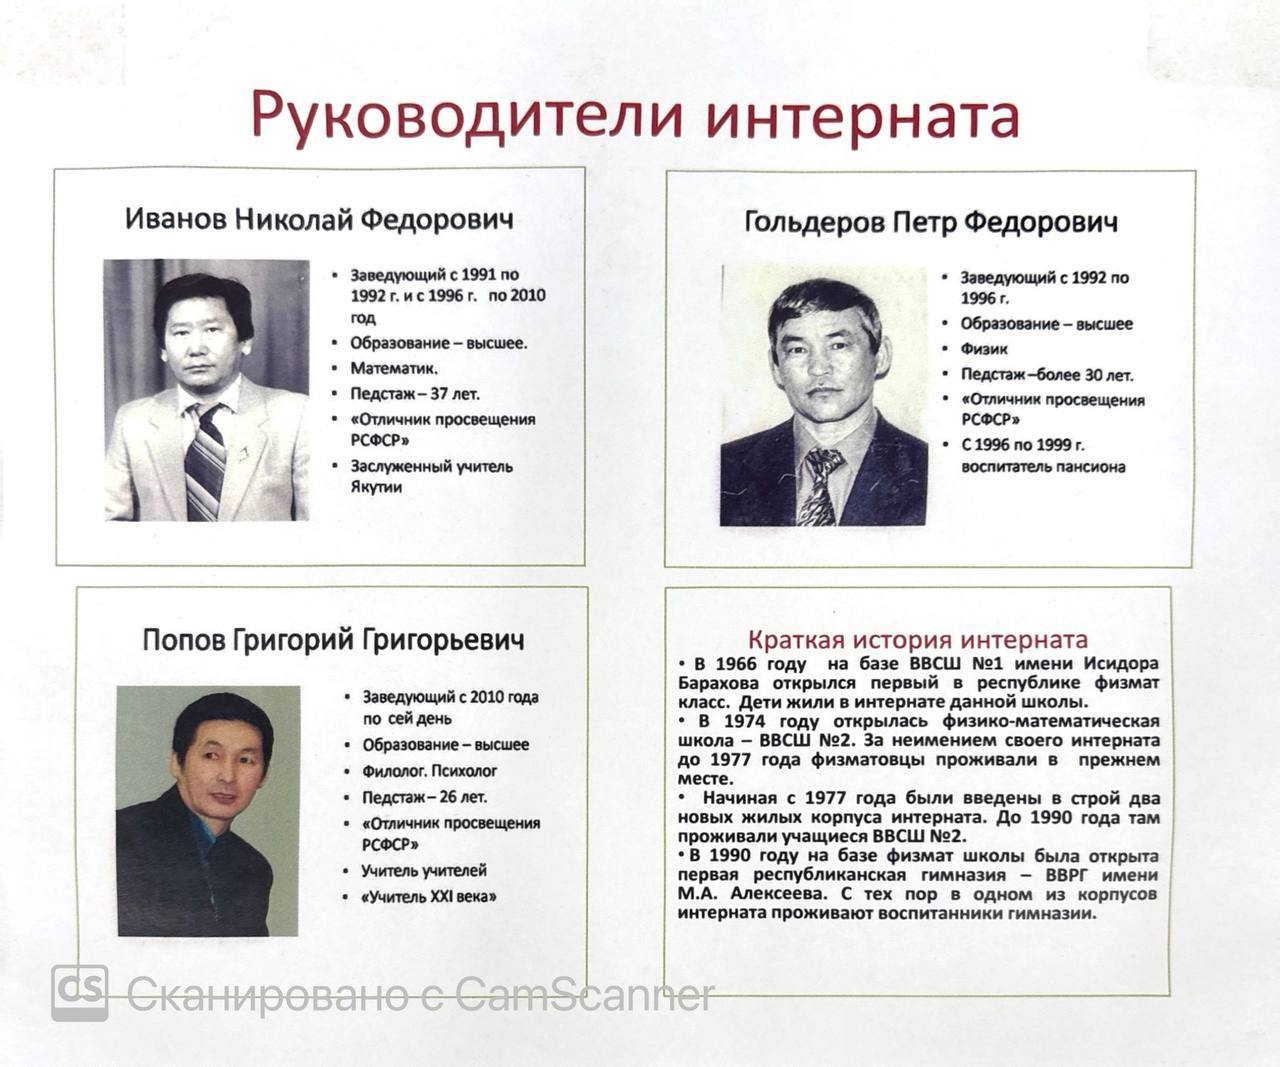 Руководители интерната
Иванов Николай Федорович
• Заведующий с 1991 по
1992 г. и с 1996 г. по 2010
год
• Образование – высшее.
• Математик.
• Педстаж – 37 лет.
• «Отличник просвещения
РСФСР»
• Заслуженный учитель
Якутии
Гольдеров Петр Федорович
• Заведующий с 1992 по
1996 г.
• Образование – высшее
• Физик
• Педстаж –более 30 лет.
• «Отличник просвещения
РСФСР»
• С 1996 по 1999 г.
воспитатель пансиона
Попов Григорий Григорьевич
• Заведующий с 2010 года
по сей день
• Образование – высшее
• Филолог. Психолог
• Педстаж – 26 лет.
• «Отличник просвещения
РСФСР»
• Учитель учителей
• «Учитель XXI века»
Краткая история интерната
• В 1966 году на базе ВВСШ №1 имени Исидора
Барахова открылся первый в республике физмат
класс. Дети жили в интернате данной школы.
• В 1974 году открылась физико-математическая
школа – ВВСШ №2. За неимением своего интерната
до 1977 года физматовцы проживали в прежнем
месте.
• Начиная с 1977 года были введены в строй два
новых жилых корпуса интерната. До 1990 года там
проживали учащиеся ВВСШ №2.
• В 1990 году на базе физмат школы была открыта
первая республиканская гимназия – ВВРГ имени
М.А. Алексеева. С тех пор в одном из корпусов
интерната проживают воспитанники гимназии.
CS Сканировано с CamScanner